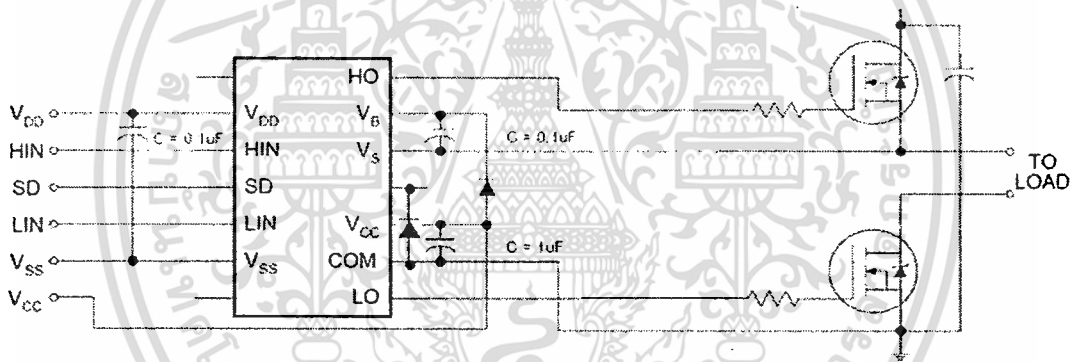 HO
V_DD
V_DD
V_B
C = 0.1uF
C = 0.1uF
HIN
HIN
V_S
SD
SD
TO
LOAD
LIN
LIN
V_CC
C = 1uF
V_SS
V_SS
COM
V_CC
LO